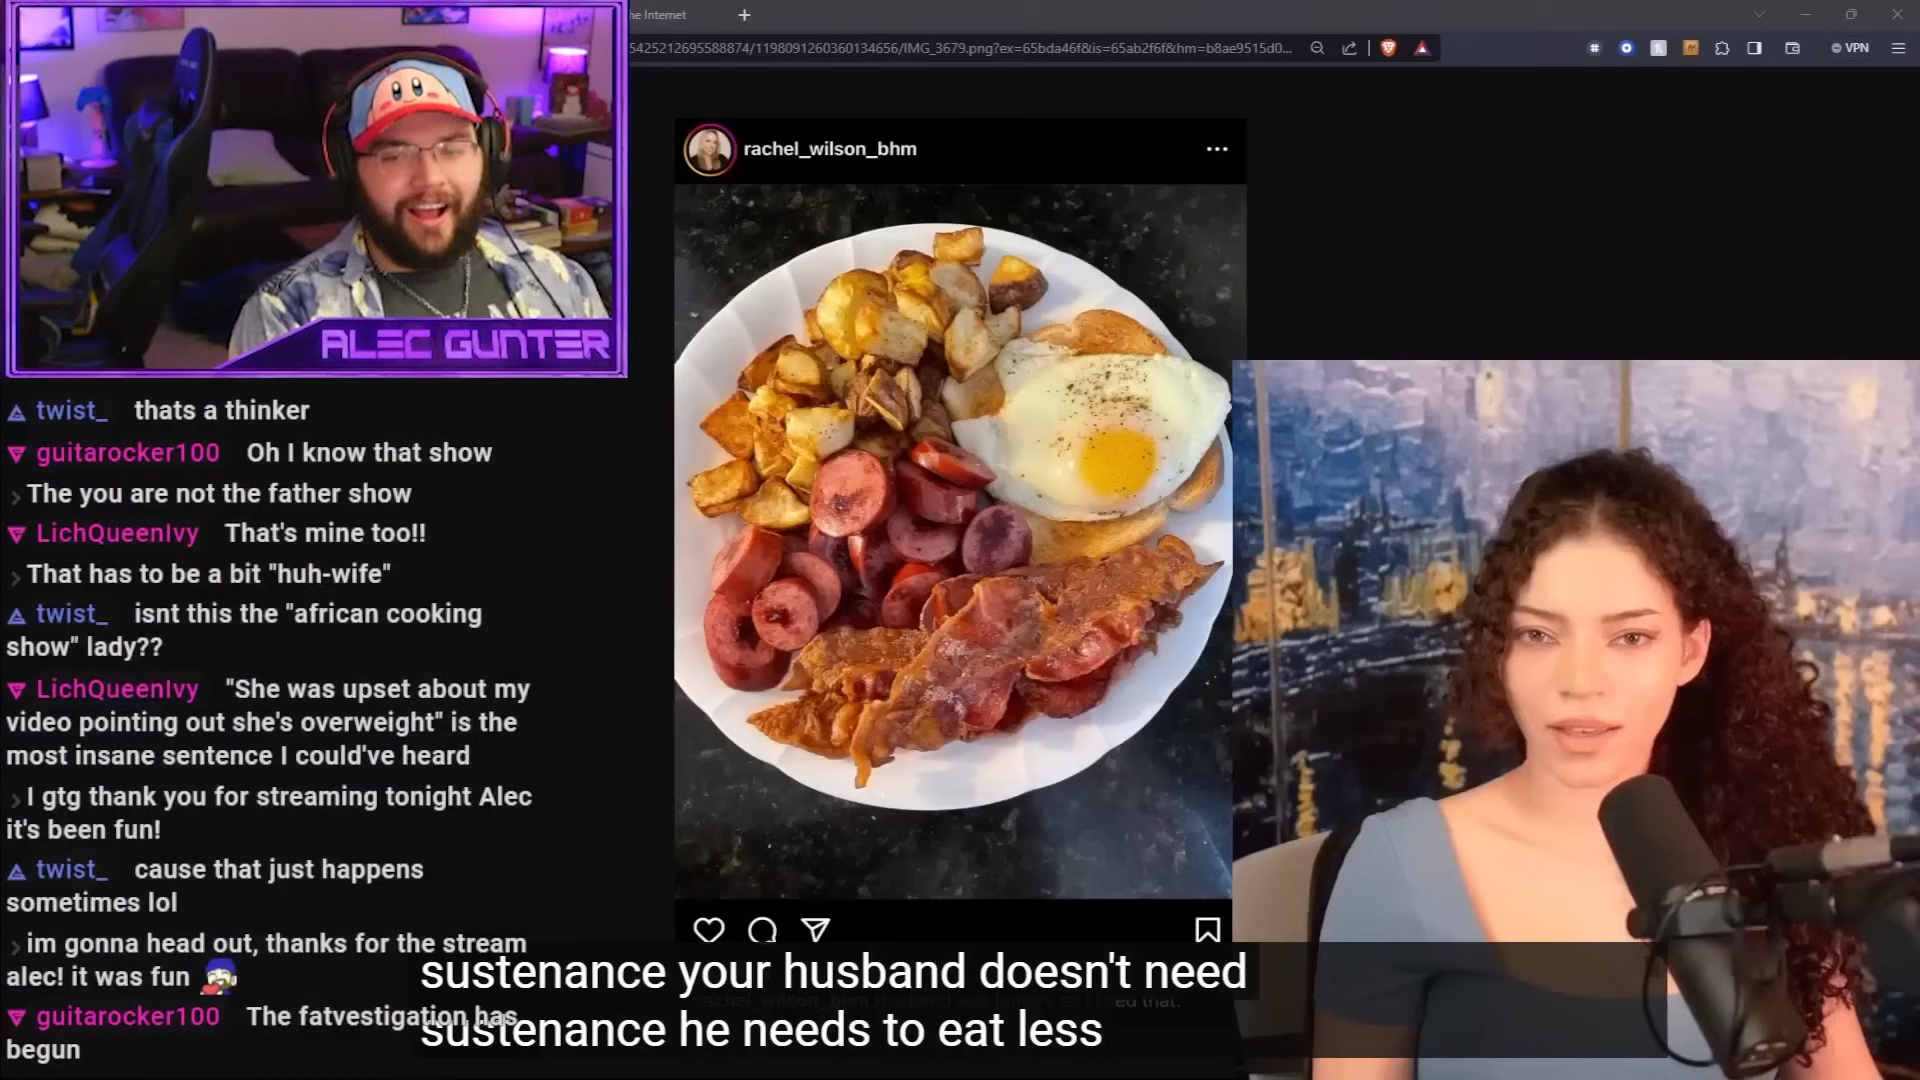 he Internet
5425212695588874/1198091260360134656/IMG_3679.png?ex=65bda46f&is=65ab2f6f&hm=b8ae9515d0...
VPN
ALEC GUNTER
rachel_wilson_bhm
twist_ thats a thinker
guitarocker100 Oh I know that show
The you are not the father show
LichQueenIvy That's mine too!!
That has to be a bit "huh-wife"
twist_ isnt this the "african cooking
show" lady??
LichQueenIvy "She was upset about my
video pointing out she's overweight" is the
most insane sentence I could've heard
I gtg thank you for streaming tonight Alec
it's been fun!
twist_ cause that just happens
sometimes lol
im gonna head out, thanks for the stream
alec! it was fun
guitarocker100 The fatvestigation has
begun
sustenance your husband doesn't need
sustenance he needs to eat less